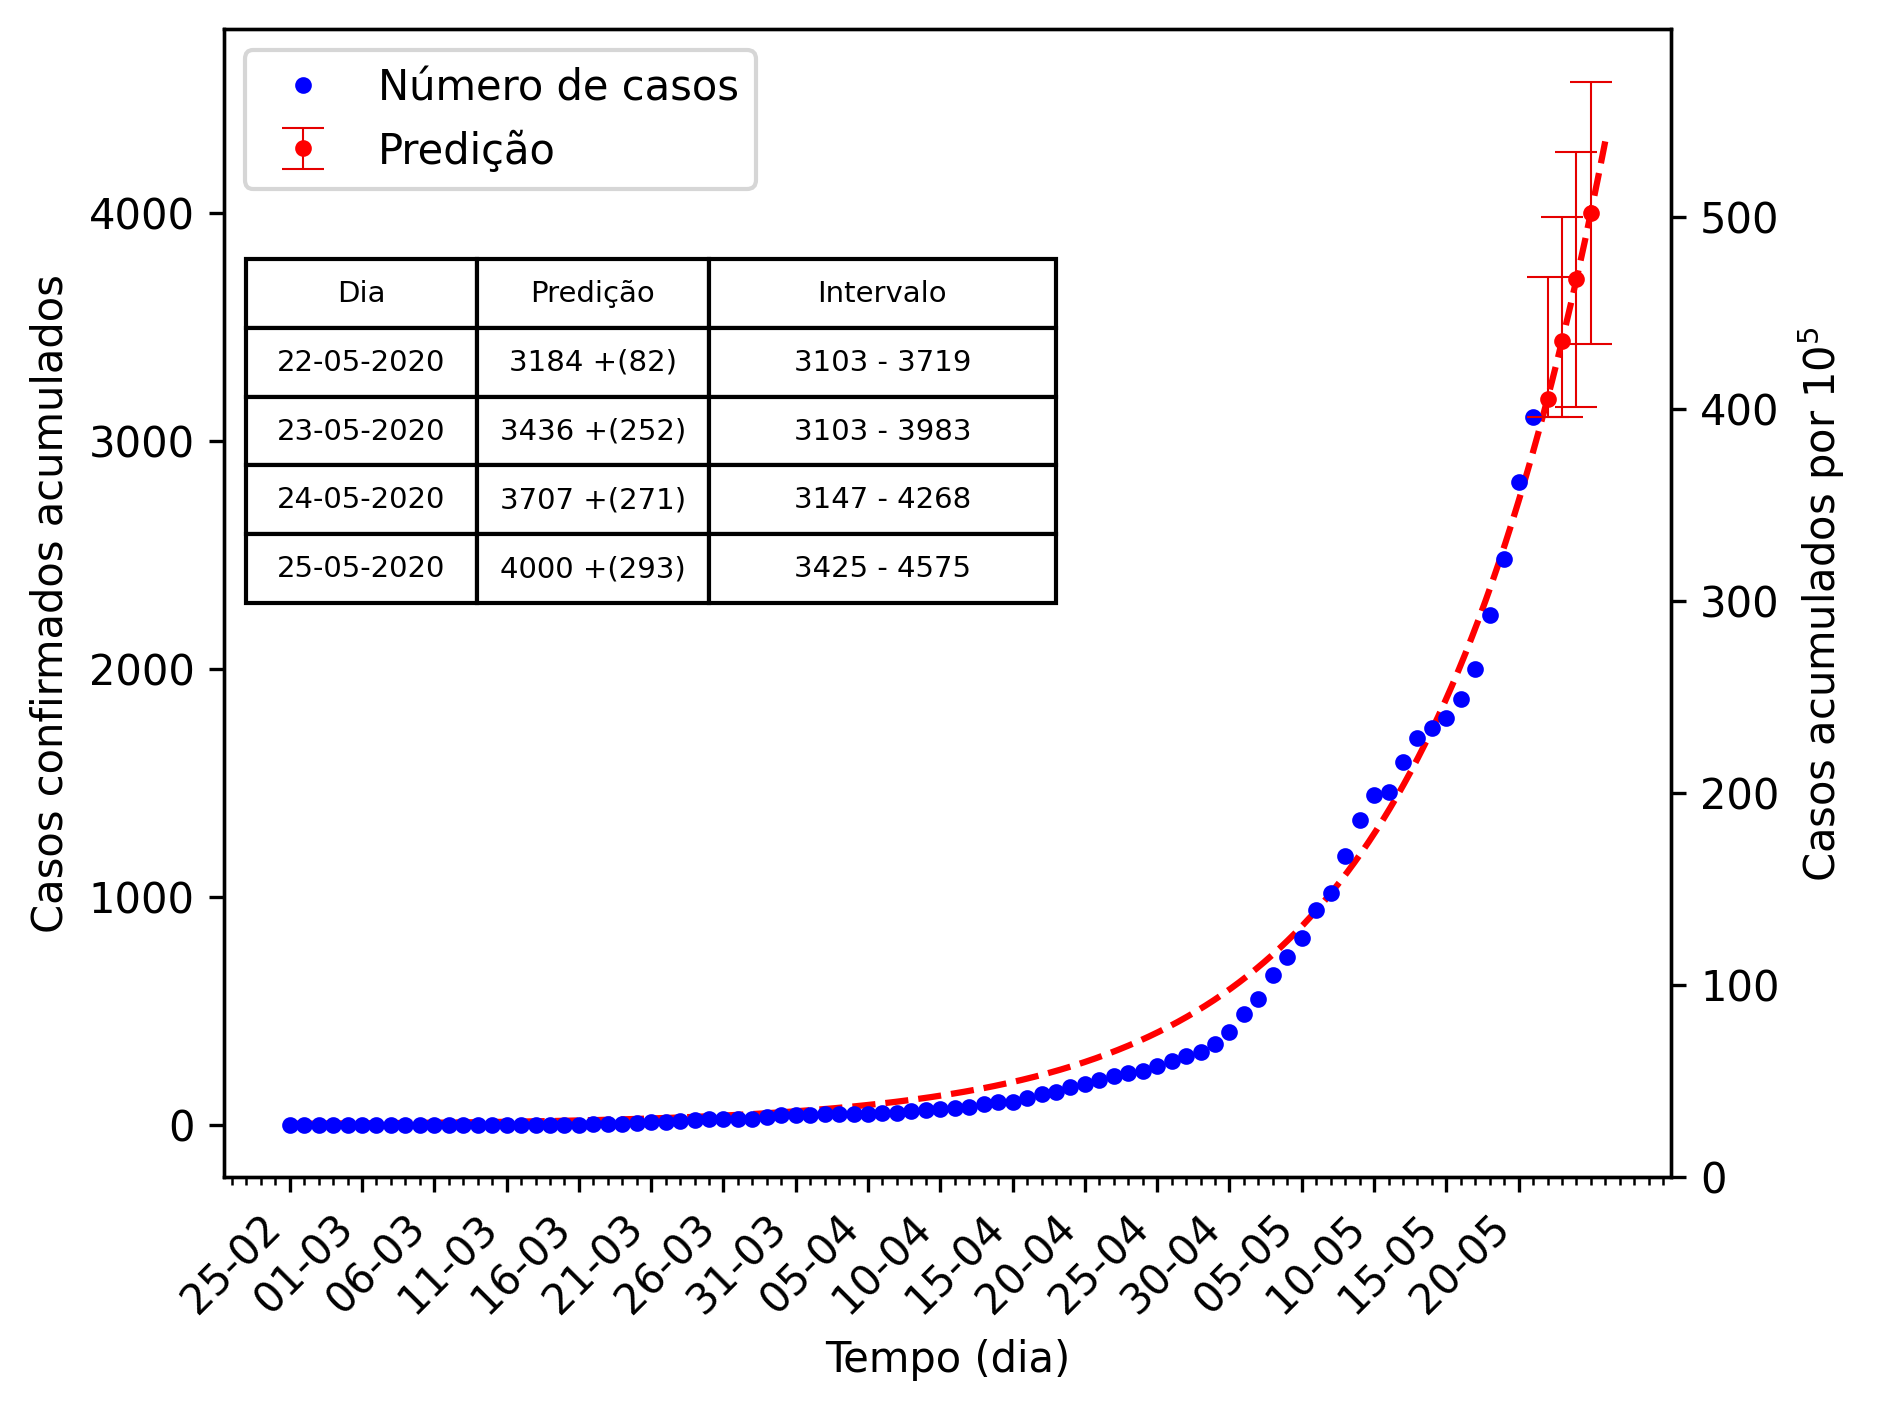 Número de casos
Predição
Dia Predição Intervalo
22-05-2020 3184 +(82) 3103 - 3719
23-05-2020 3436 +(252) 3103 - 3983
24-05-2020 3707 +(271) 3147 - 4268
25-05-2020 4000 +(293) 3425 - 4575
Casos confirmados acumulados
4000
3000
2000
1000
0
Casos acumulados por 10⁵
500
400
300
200
100
0
25-02 01-03 06-03 11-03 16-03 21-03 26-03 31-03 05-04 10-04 15-04 20-04 25-04 30-04 05-05 10-05 15-05 20-05
Tempo (dia)